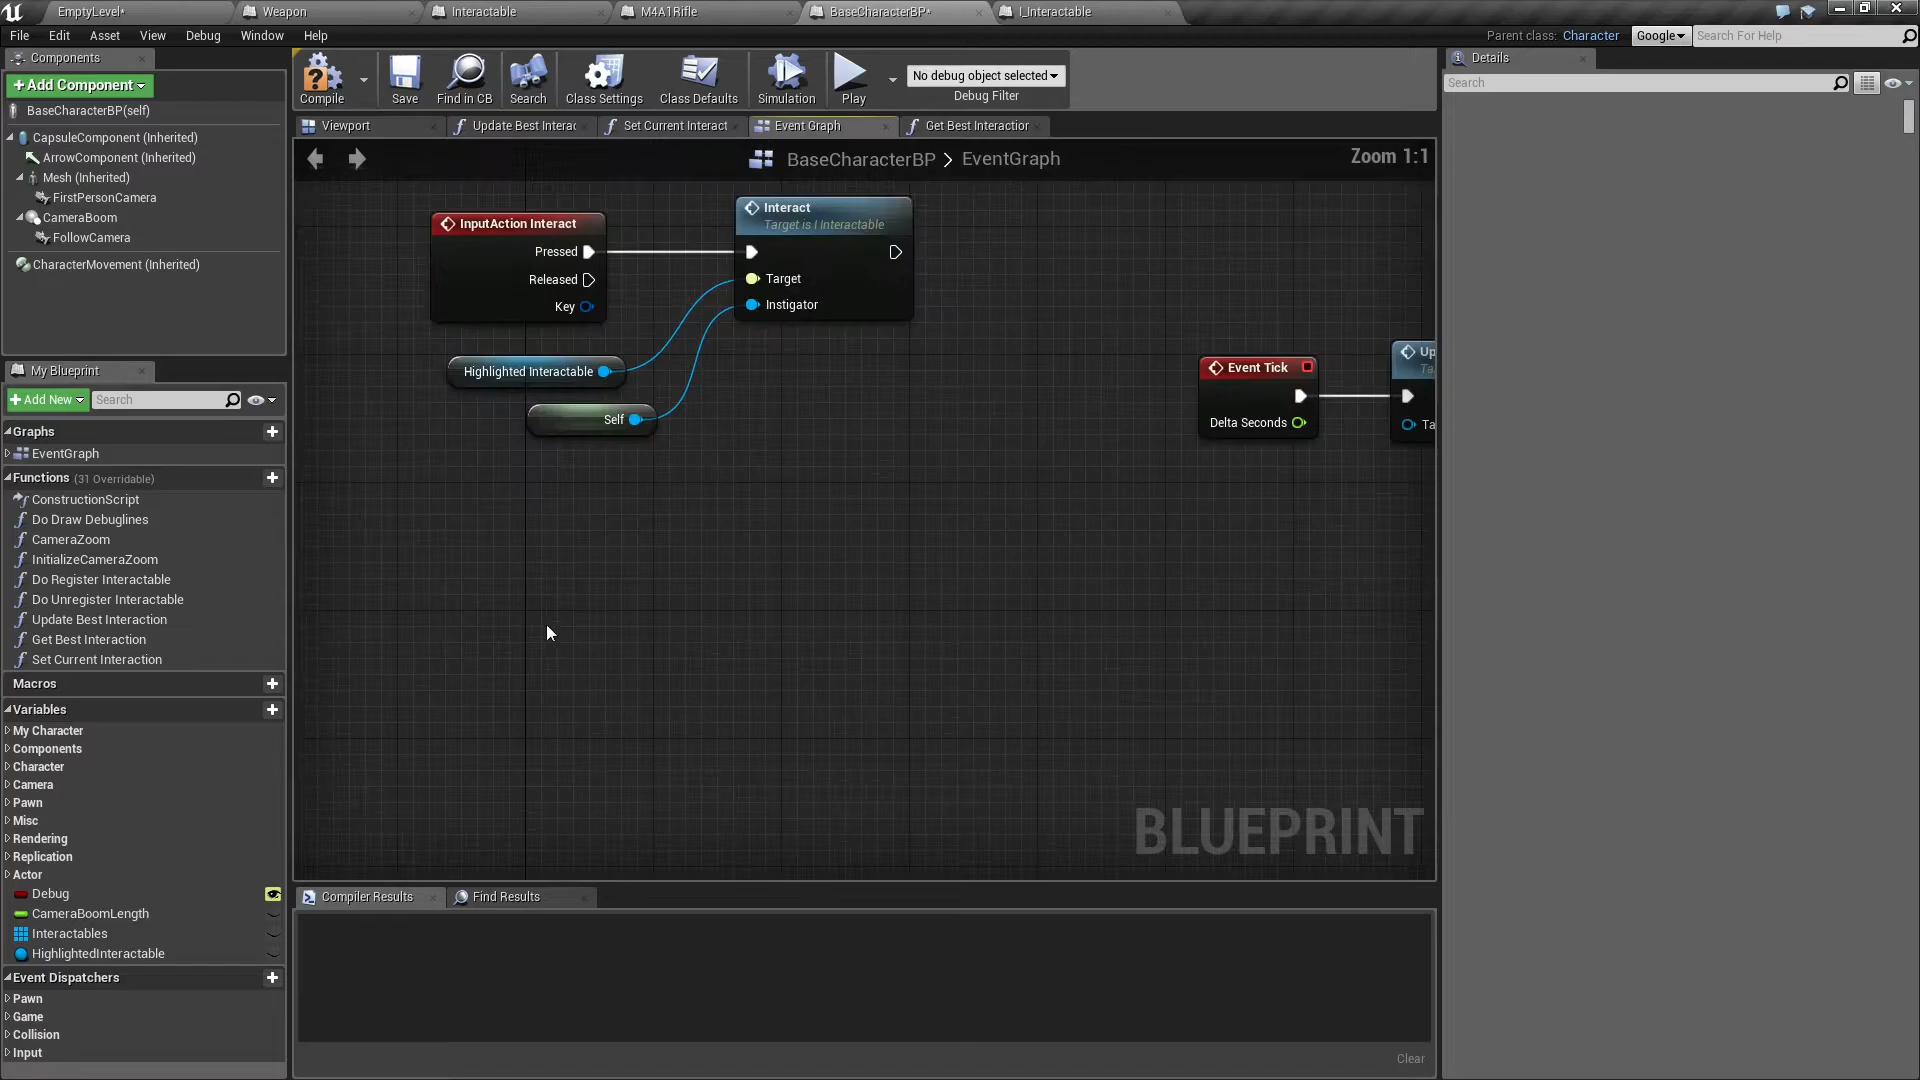 EmptyLevel*
Weapon
Interactable
M4A1Rifle
BaseCharacterBP*
I_Interactable
File Edit Asset View Debug Window Help
Parent class: Character
Google
Search For Help
Components
+Add Component
BaseCharacterBP(self)
CapsuleComponent (Inherited)
ArrowComponent (Inherited)
Mesh (Inherited)
FirstPersonCamera
CameraBoom
FollowCamera
CharacterMovement (Inherited)
Compile
Save
Find in CB
Search
Class Settings
Class Defaults
Simulation
Play
No debug object selected
Debug Filter
Viewport
Update Best Interac
Set Current Interact
Event Graph
Get Best Interaction
BaseCharacterBP > EventGraph
Zoom 1:1
InputAction Interact
Pressed
Released
Key
Interact
Target is I Interactable
Target
Instigator
Highlighted Interactable
Self
Event Tick
Delta Seconds
Up
Ta
Ta
BLUEPRINT
My Blueprint
+Add New
Search
Graphs
EventGraph
Functions (31 Overridable)
ConstructionScript
Do Draw Debuglines
CameraZoom
InitializeCameraZoom
Do Register Interactable
Do Unregister Interactable
Update Best Interaction
Get Best Interaction
Set Current Interaction
Macros
Variables
My Character
Components
Character
Camera
Pawn
Misc
Rendering
Replication
Actor
Debug
CameraBoomLength
Interactables
HighlightedInteractable
Event Dispatchers
Pawn
Game
Collision
Input
Compiler Results
Find Results
Clear
Details
Search